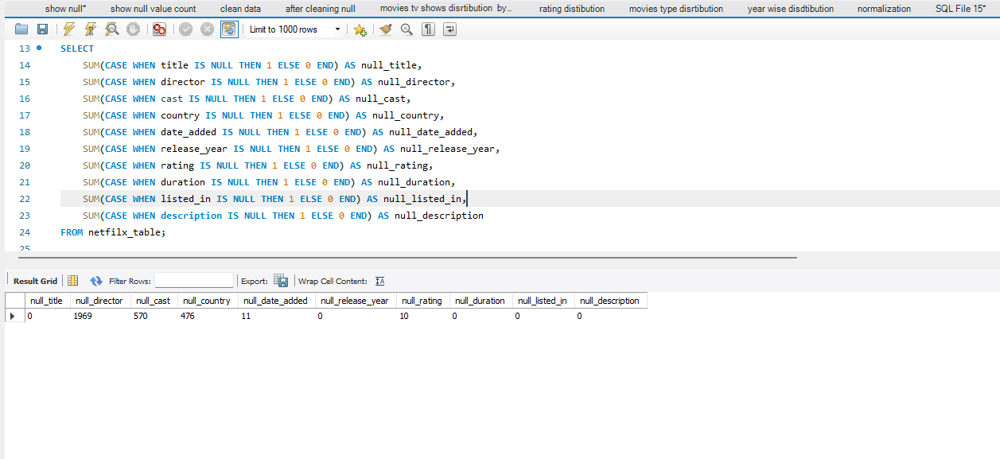 show null* show null value count clean data after cleaning null movies tv shows disrtibution by... rating distibution movies type disrtibution year wise disdtibution normalization SQL File 15*
Limit to 1000 rows
13 SELECT
14 SUM(CASE WHEN title IS NULL THEN 1 ELSE 0 END) AS null_title,
15 SUM(CASE WHEN director IS NULL THEN 1 ELSE 0 END) AS null_director,
16 SUM(CASE WHEN cast IS NULL THEN 1 ELSE 0 END) AS null_cast,
17 SUM(CASE WHEN country IS NULL THEN 1 ELSE 0 END) AS null_country,
18 SUM(CASE WHEN date_added IS NULL THEN 1 ELSE 0 END) AS null_date_added,
19 SUM(CASE WHEN release_year IS NULL THEN 1 ELSE 0 END) AS null_release_year,
20 SUM(CASE WHEN rating IS NULL THEN 1 ELSE 0 END) AS null_rating,
21 SUM(CASE WHEN duration IS NULL THEN 1 ELSE 0 END) AS null_duration,
22 SUM(CASE WHEN listed_in IS NULL THEN 1 ELSE 0 END) AS null_listed_in,
23 SUM(CASE WHEN description IS NULL THEN 1 ELSE 0 END) AS null_description
24 FROM netfilx_table;
25
Result Grid Filter Rows: Export: Wrap Cell Content:
null_title null_director null_cast null_country null_date_added null_release_year null_rating null_duration null_listed_in null_description
0 1969 570 476 11 0 10 0 0 0